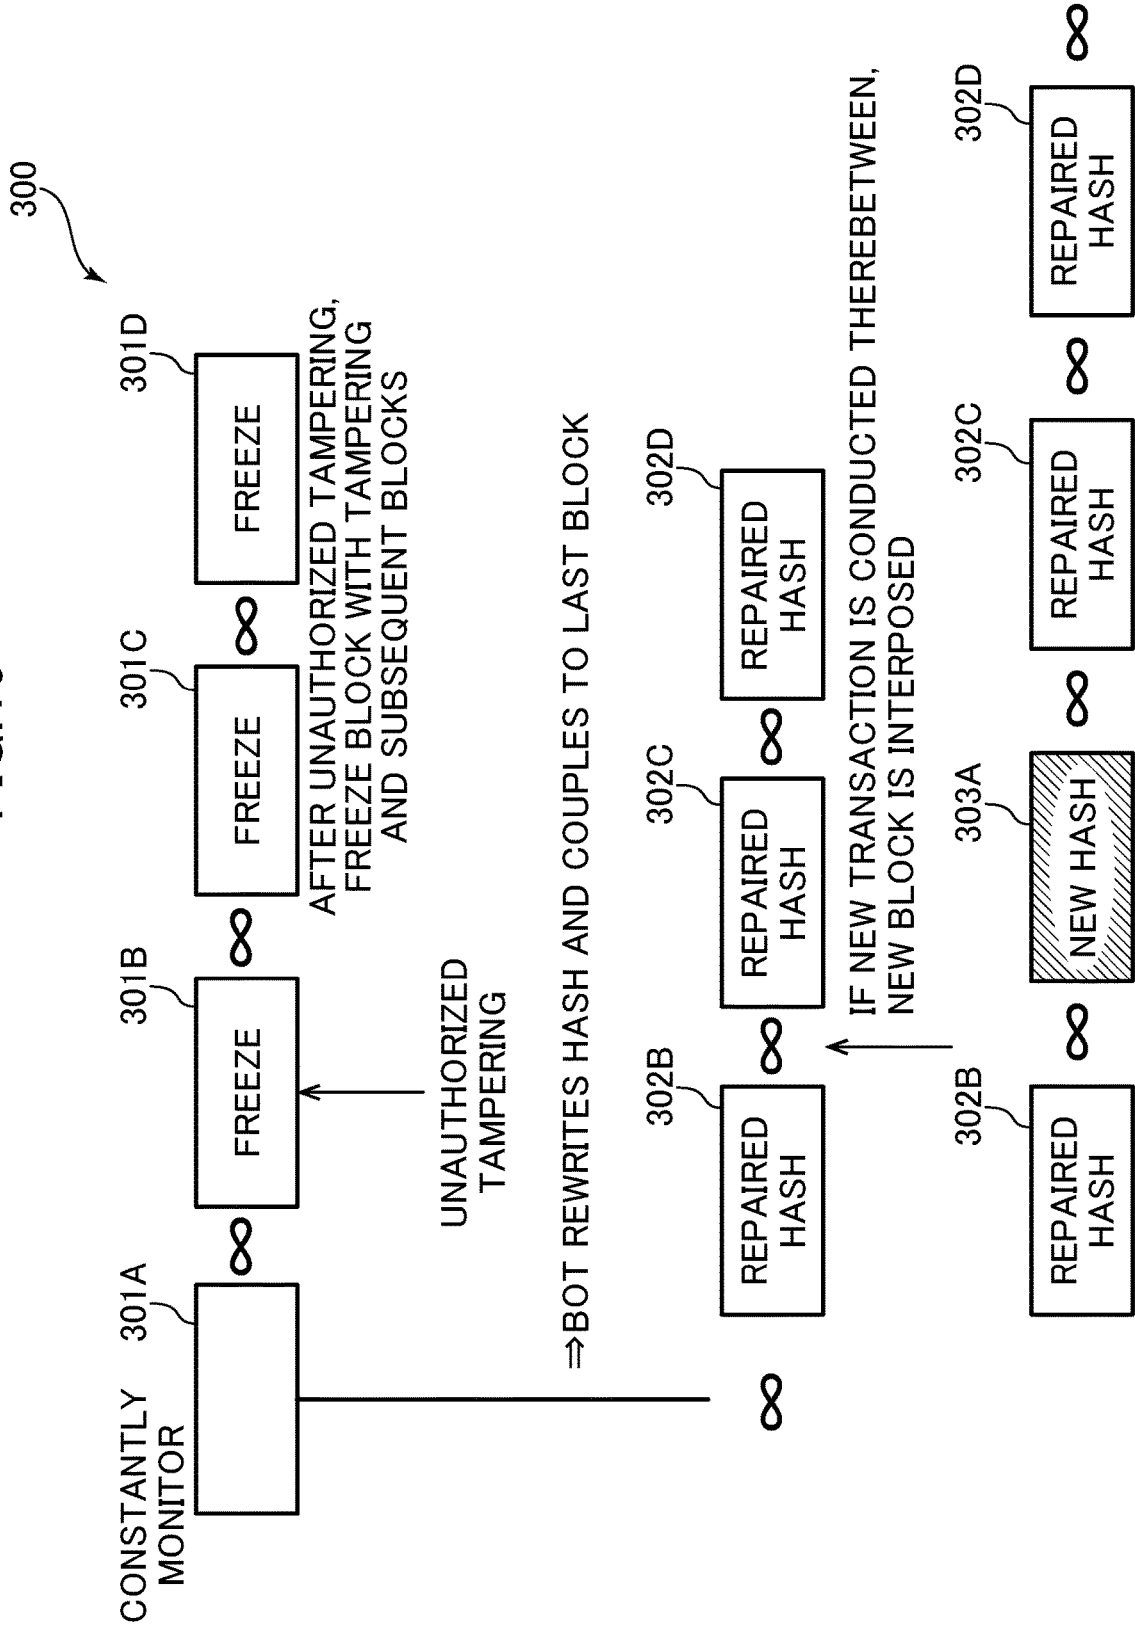 300
CONSTANTLY
MONITOR
301A
301B
301C
301D
FREEZE
FREEZE
FREEZE
AFTER UNAUTHORIZED TAMPERING,
FREEZE BLOCK WITH TAMPERING
AND SUBSEQUENT BLOCKS
UNAUTHORIZED
TAMPERING
⇒BOT REWRITES HASH AND COUPLES TO LAST BLOCK
302B
302C
302D
REPAIRED
HASH
REPAIRED
HASH
REPAIRED
HASH
IF NEW TRANSACTION IS CONDUCTED THEREBETWEEN,
NEW BLOCK IS INTERPOSED
302B
303A
302C
302D
REPAIRED
HASH
NEW HASH
REPAIRED
HASH
REPAIRED
HASH